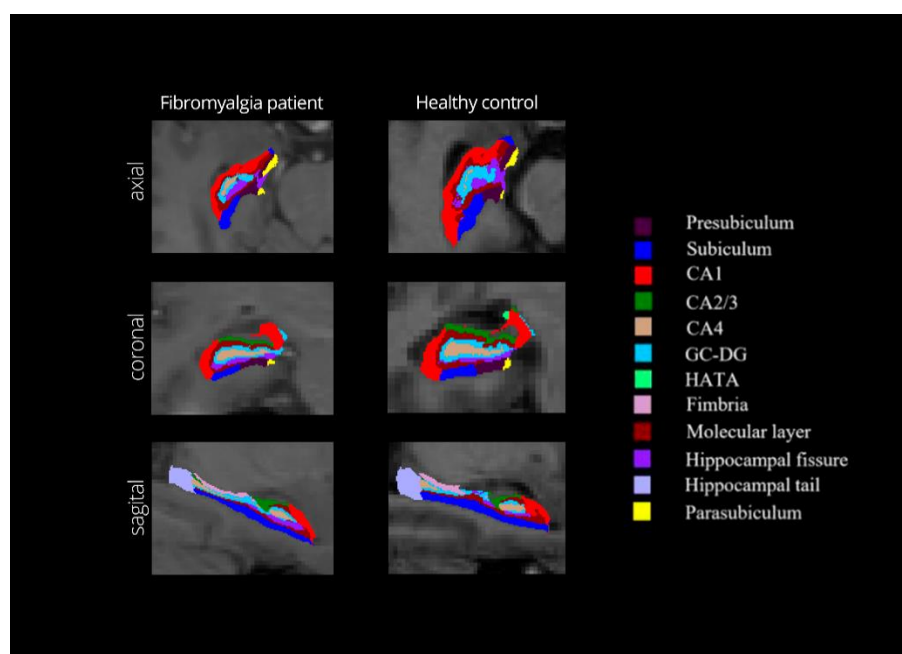 Fibromyalgia patient
Healthy control
axial
coronal
sagital
Presubiculum
Subiculum
CA1
CA2/3
CA4
GC-DG
HATA
Fimbria
Molecular layer
Hippocampal fissure
Hippocampal tail
Parasubiculum